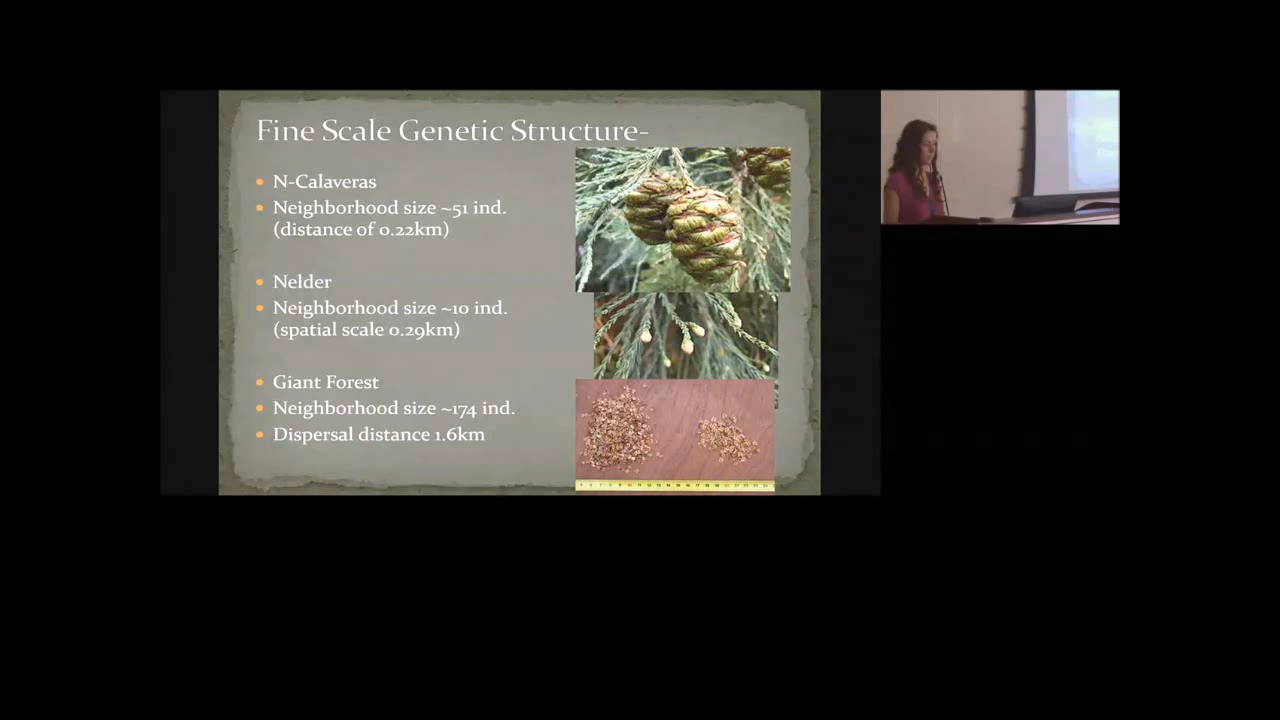 Fine Scale Genetic Structure-
• N-Calaveras
• Neighborhood size ~51 ind.
(distance of 0.22km)
• Nelder
• Neighborhood size ~10 ind.
(spatial scale 0.29km)
• Giant Forest
• Neighborhood size ~174 ind.
• Dispersal distance 1.6km